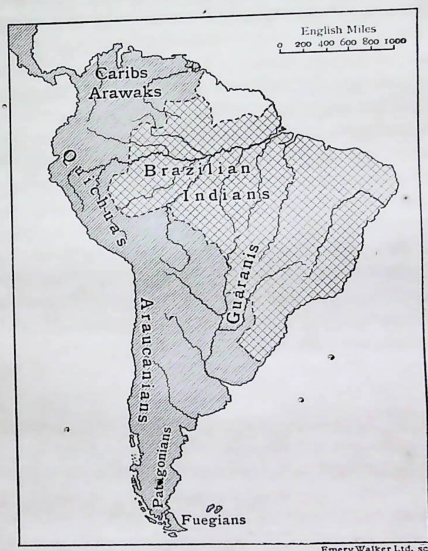 English Miles
0 200 400 600 800 1000
Caribs
Arawaks
Quichuas
Brazilian
Indians
Guaranis
Araucanians
Patagonians
Fuegians
Emery Walker Ltd. sc.